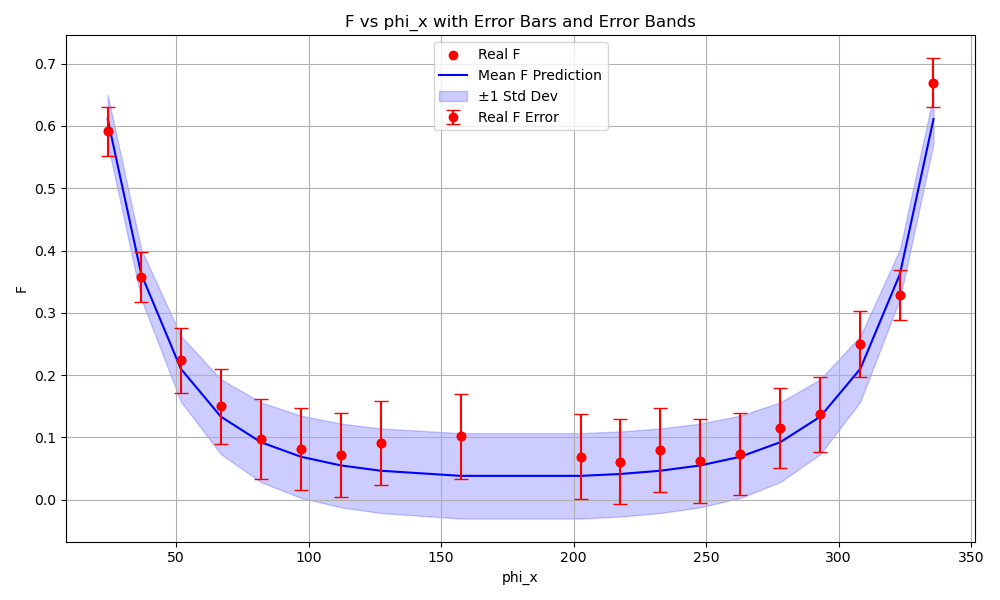 F vs phi_x with Error Bars and Error Bands
Real F
Mean F Prediction
±1 Std Dev
Real F Error
F
0.7
0.6
0.5
0.4
0.3
0.2
0.1
0.0
50
100
150
200
250
300
350
phi_x